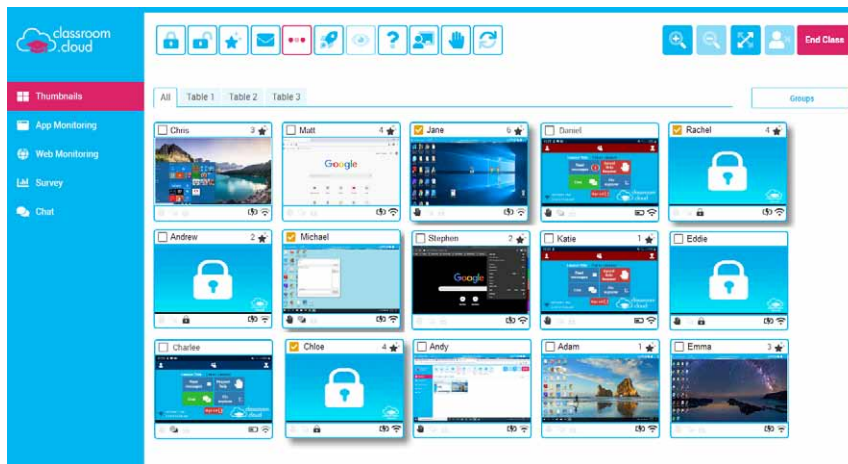 classroom
.cloud
End Class
Thumbnails
App Monitoring
Web Monitoring
Survey
Chat
All Table 1 Table 2 Table 3
Groups
Chris 3
Matt 4
Jane 6
Daniel
Rachel 4
Google
Andrew 2
Michael
Stephen 2
Katie 1
Eddie
Google
Charlee
Chloe 4
Andy
Adam 1
Emma 3